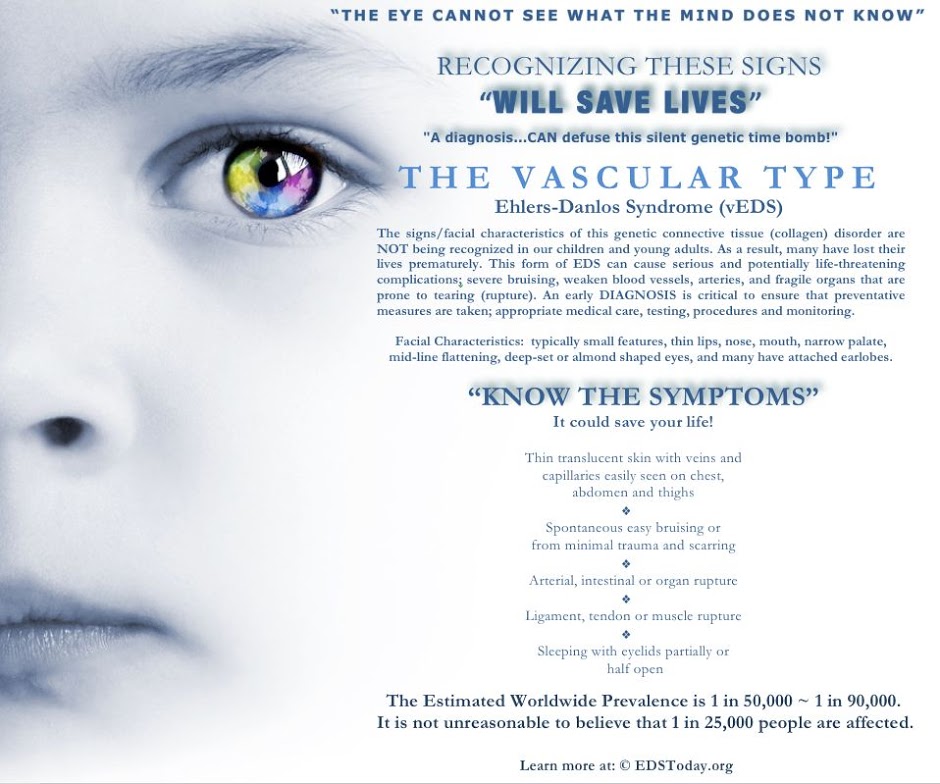 “THE EYE CANNOT SEE WHAT THE MIND DOES NOT KNOW”
RECOGNIZING THESE SIGNS
“WILL SAVE LIVES”
"A diagnosis...CAN defuse this silent genetic time bomb!"
THE VASCULAR TYPE
Ehlers-Danlos Syndrome (vEDS)
The signs/facial characteristics of this genetic connective tissue (collagen) disorder are
NOT being recognized in our children and young adults. As a result, many have lost their
lives prematurely. This form of EDS can cause serious and potentially life-threatening
complications; severe bruising, weaken blood vessels, arteries, and fragile organs that are
prone to tearing (rupture). An early DIAGNOSIS is critical to ensure that preventative
measures are taken; appropriate medical care, testing, procedures and monitoring.
Facial Characteristics: typically small features, thin lips, nose, mouth, narrow palate,
mid-line flattening, deep-set or almond shaped eyes, and many have attached earlobes.
“KNOW THE SYMPTOMS”
It could save your life!
Thin translucent skin with veins and
capillaries easily seen on chest,
abdomen and thighs
❖
Spontaneous easy bruising or
from minimal trauma and scarring
❖
Arterial, intestinal or organ rupture
❖
Ligament, tendon or muscle rupture
❖
Sleeping with eyelids partially or
half open
The Estimated Worldwide Prevalence is 1 in 50,000 ~ 1 in 90,000.
It is not unreasonable to believe that 1 in 25,000 people are affected.
Learn more at: © EDSToday.org